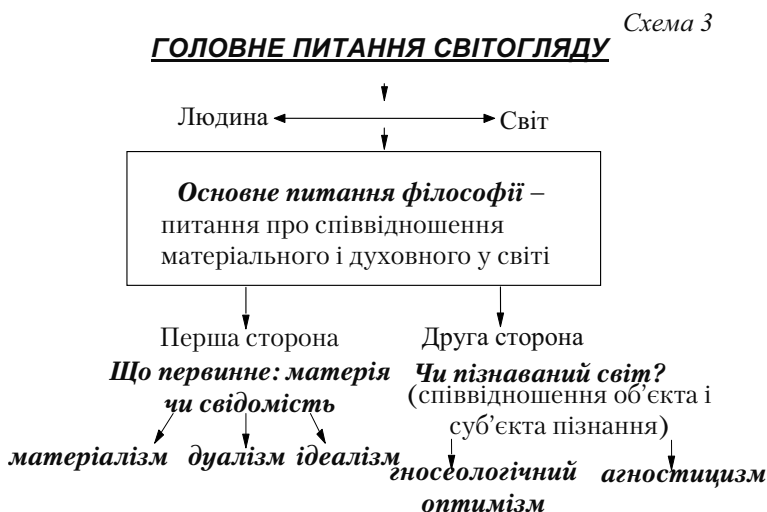 Схема 3
ГОЛОВНЕ ПИТАННЯ СВІТОГЛЯДУ
Людина
Світ
Основне питання філософії –
питання про співвідношення
матеріального і духовного у світі
Перша сторона
Що первинне: матерія
чи свідомість
матеріалізм дуалізм ідеалізм
Друга сторона
Чи пізнаваний світ?
(співвідношення об’єкта і
суб’єкта пізнання)
гносеологічний
оптимізм
агностицизм